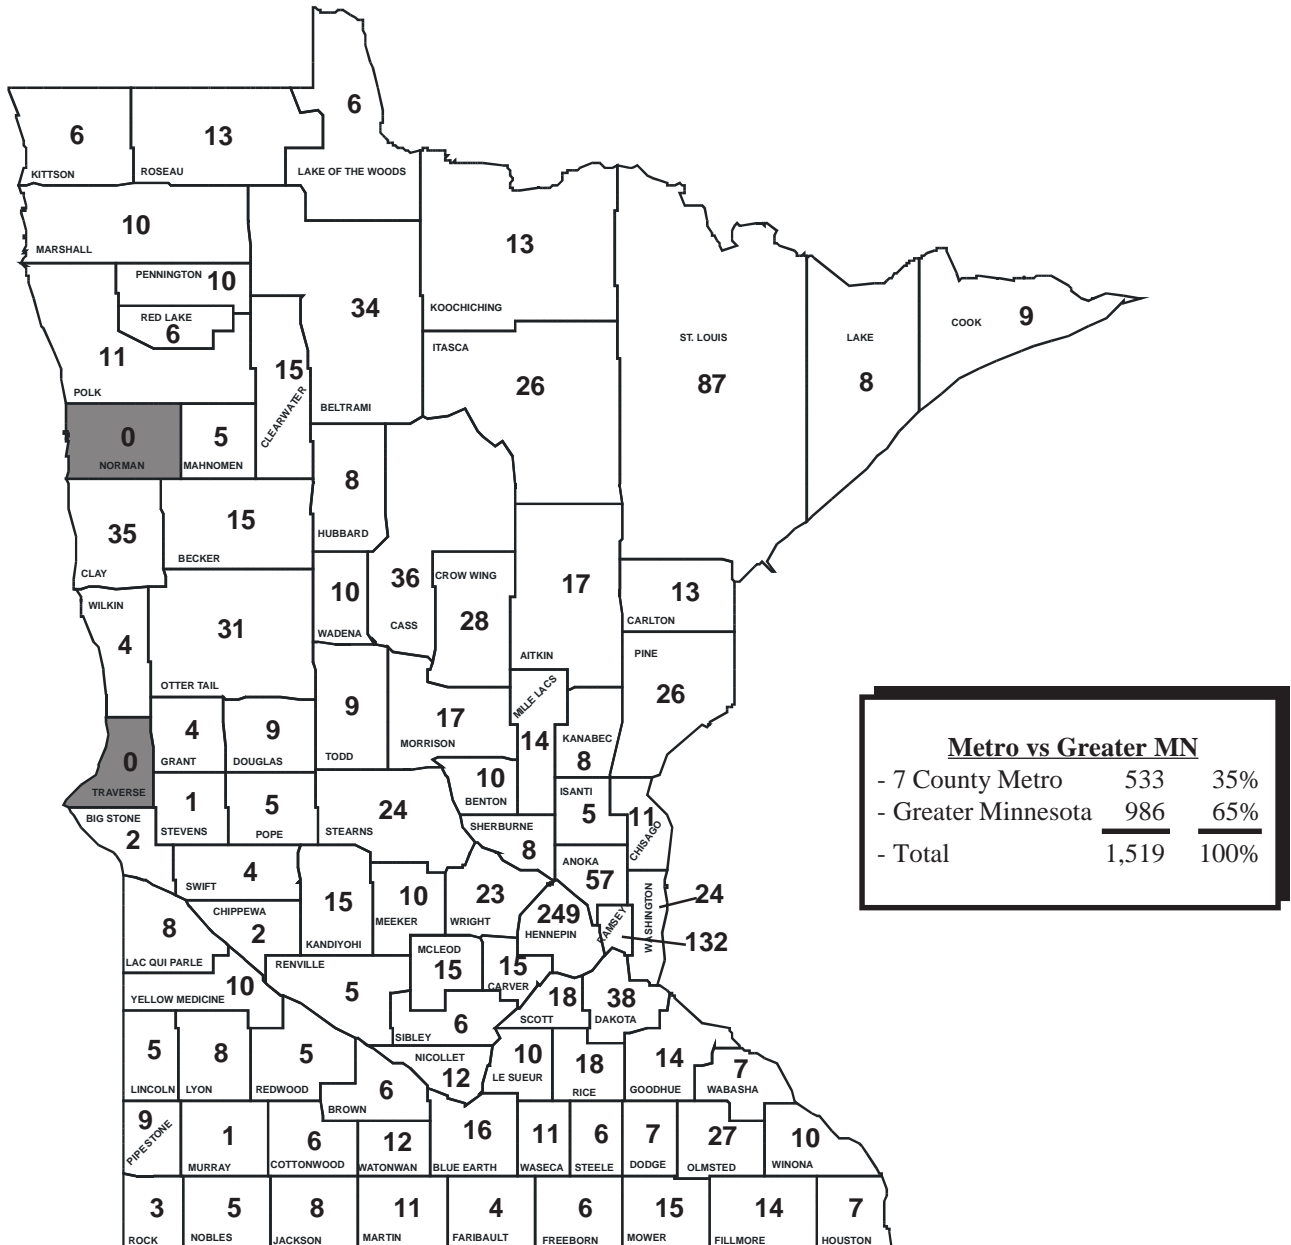 6
6
13
KITTSON
ROSEAU
LAKE OF THE WOODS
10
13
MARSHALL
PENNINGTON
10
34
KOOCHICHING
9
COOK
RED LAKE
6
ITASCA
ST. LOUIS
LAKE
11
15
26
87
8
POLK
CLEARWATER
BELTRAMI
0
5
NORMAN
MAHNOMEN
8
35
15
HUBBARD
BECKER
CLAY
36
CROW WING
17
13
WILKIN
10
28
CARLTON
31
WADENA
CASS
4
AITKIN
PINE
OTTER TAIL
MILLE LACS
26
9
17
4
9
14
KANABEC
MORRISON
TODD
8
0
GRANT
DOUGLAS
Metro vs Greater MN
- 7 County Metro 533 35%
- Greater Minnesota 986 65%
- Total 1,519 100%
TRAVERSE
10
ISANTI
1
5
24
BENTON
5
11
BIG STONE
STEVENS
POPE
STEARNS
SHERBURNE
CHISAGO
2
8
ANOKA
4
57
SWIFT
10
23
24
15
WASHINGTON
CHIPPEWA
MEEKER
WRIGHT
249
RAMSEY
8
2
HENNEPIN
132
KANDIYOHI
MCLEOD
LAC QUI PARLE
RENVILLE
15
15
10
CARVER
YELLOW MEDICINE
5
18
38
SCOTT
DAKOTA
6
SIBLEY
5
8
5
NICOLLET
10
18
14
12
LE SUEUR
7
LINCOLN
LYON
REDWOOD
6
RICE
GOODHUE
WABASHA
BROWN
9
PIPESTONE
1
6
12
16
11
6
7
27
10
MURRAY
COTTONWOOD
WATONWAN
BLUE EARTH
WASECA
STEELE
DODGE
OLMSTED
WINONA
3
5
8
11
4
6
15
14
7
ROCK
NOBLES
JACKSON
MARTIN
FARIBAULT
FREEBORN
MOWER
FILLMORE
HOUSTON